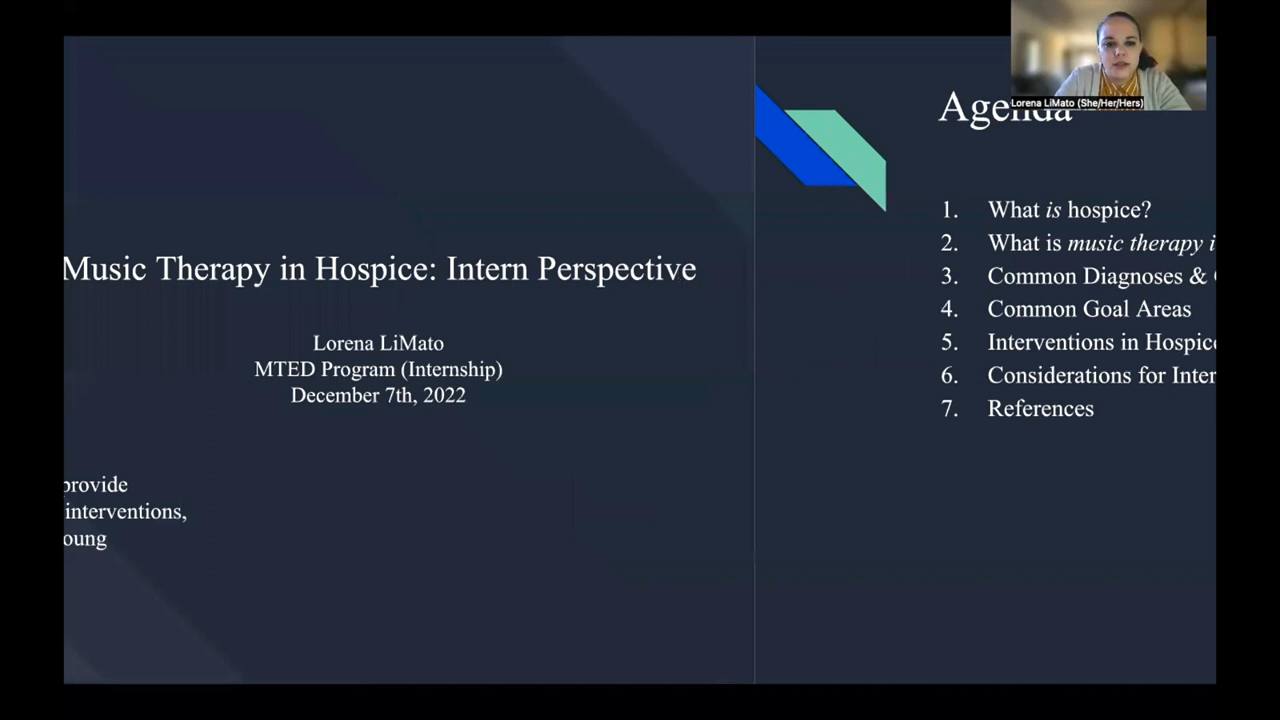 Lorena LiMato (She/Her/Hers)
Music Therapy in Hospice: Intern Perspective
Lorena LiMato
MTED Program (Internship)
December 7th, 2022
provide
interventions,
oung
Agenda
1. What is hospice?
2. What is music therapy i
3. Common Diagnoses &
4. Common Goal Areas
5. Interventions in Hospice
6. Considerations for Inter
7. References